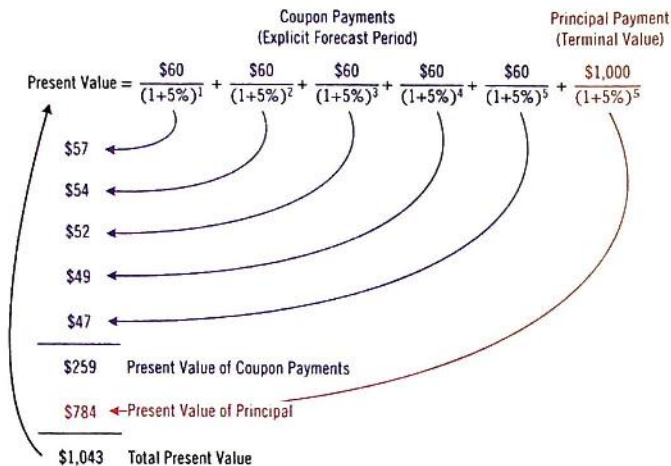 Coupon Payments
(Explicit Forecast Period)
Principal Payment
(Terminal Value)
Present Value = $60/(1+5%)^1 + $60/(1+5%)^2 + $60/(1+5%)^3 + $60/(1+5%)^4 + $60/(1+5%)^5 + $1,000/(1+5%)^5
$57
$54
$52
$49
$47
$259 Present Value of Coupon Payments
$784 Present Value of Principal
$1,043 Total Present Value